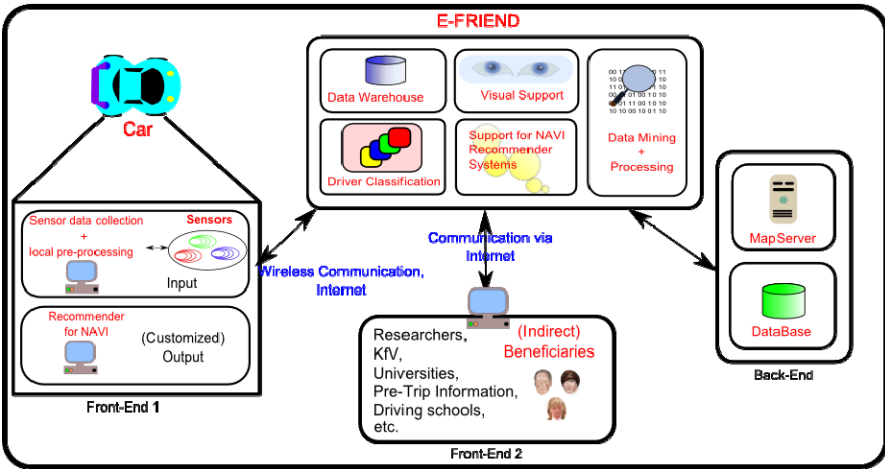 E-FRIEND
Car
Data Warehouse
Visual Support
Driver Classification
Support for NAVI
Recommender
Systems
Data Mining
+
Processing
Sensor data collection
+
local pre-processing
Sensors
Input
Recommender
for NAVI
(Customized)
Output
Front-End 1
Wireless Communication,
Internet
Communication via
Internet
Researchers,
KfV,
Universities,
Pre-Trip Information,
Driving schools,
etc.
(Indirect)
Beneficiaries
Front-End 2
MapServer
DataBase
Back-End